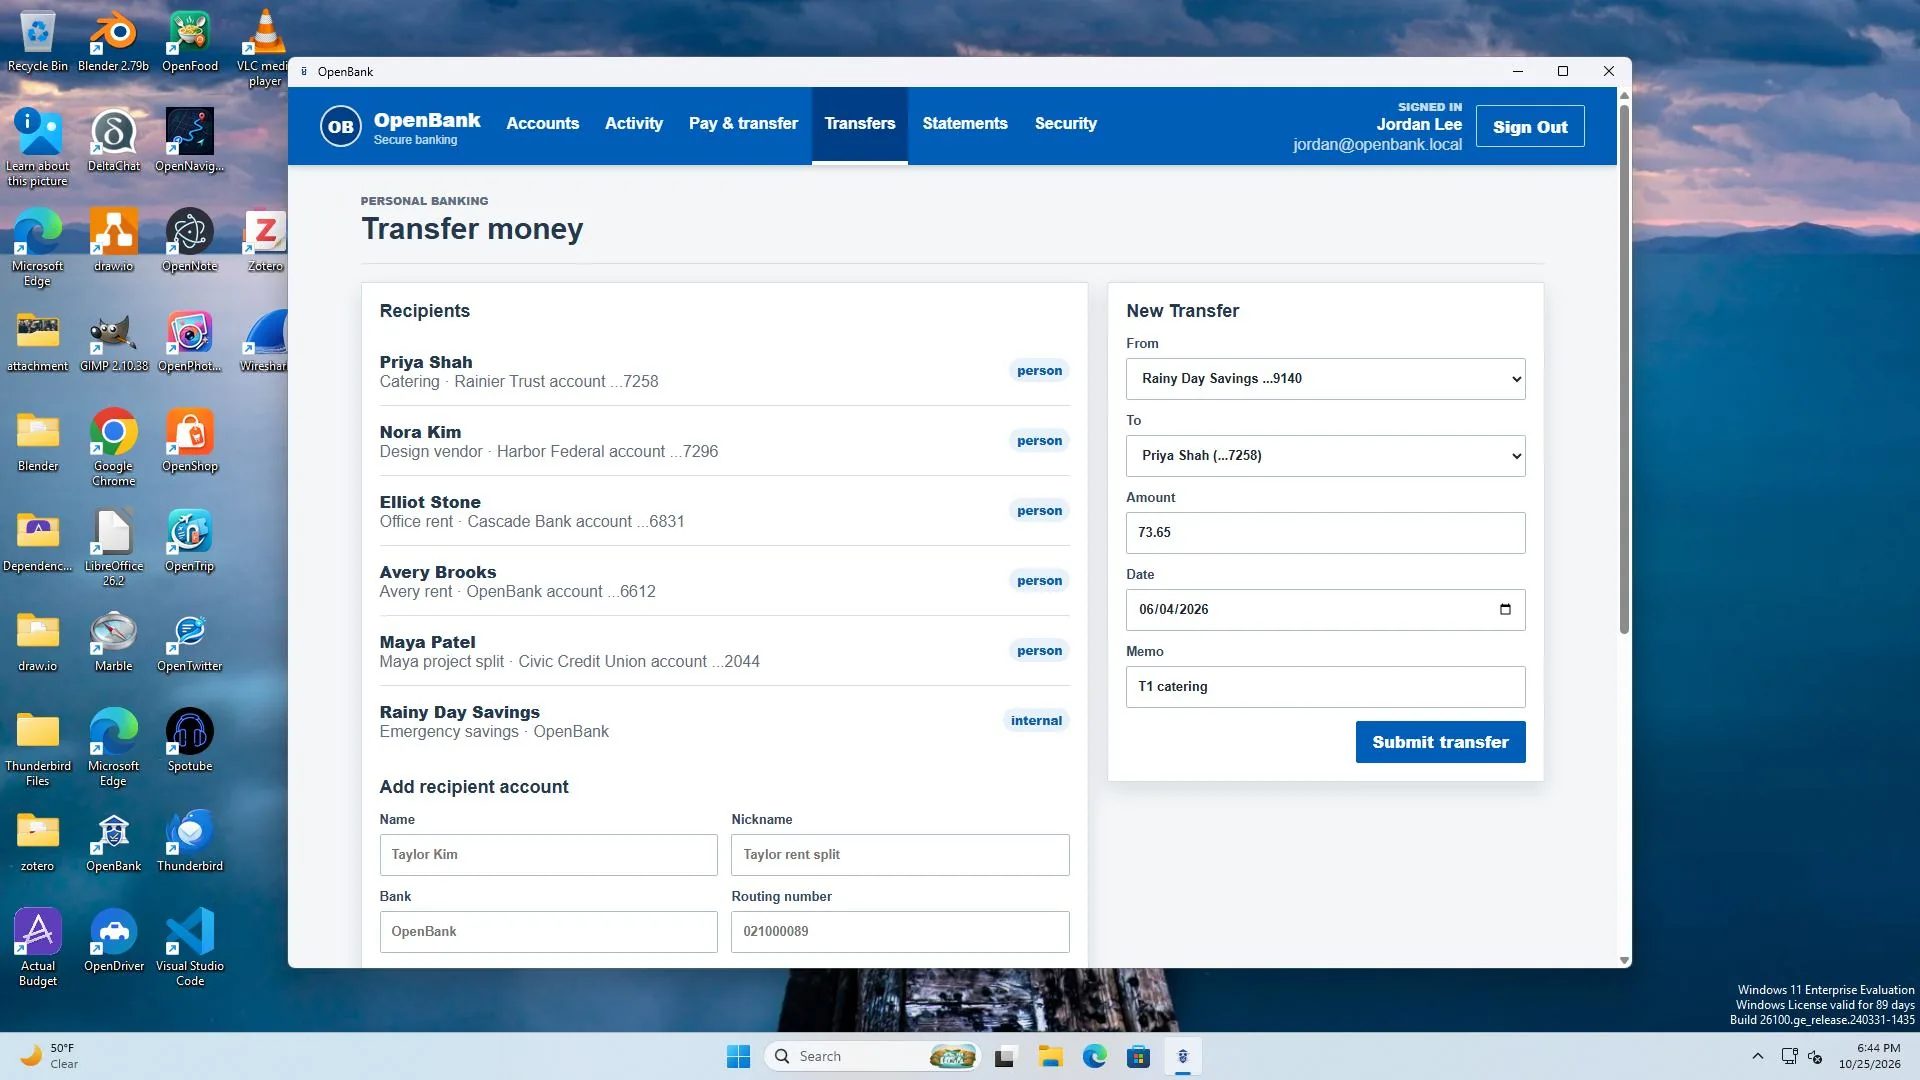 Recycle Bin
Blender 2.79b
OpenFood
VLC medi
player
Learn about
this picture
DeltaChat
OpenNavig...
Microsoft
Edge
draw.io
OpenNote
Zotero
attachment
GIMP 2.10.38
OpenPhot...
Wireshar
Blender
Google
Chrome
OpenShop
Dependenc...
LibreOffice
26.2
OpenTrip
draw.io
Marble
OpenTwitter
Thunderbird
Files
Microsoft
Edge
Spotube
zotero
OpenBank
Thunderbird
Actual
Budget
OpenDriver
Visual Studio
Code
OpenBank
OB
OpenBank
Secure banking
Accounts
Activity
Pay & transfer
Transfers
Statements
Security
SIGNED IN
Jordan Lee
jordan@openbank.local
Sign Out
PERSONAL BANKING
Transfer money
Recipients
Priya Shah
Catering · Rainier Trust account ...7258
person
Nora Kim
Design vendor · Harbor Federal account ...7296
person
Elliot Stone
Office rent · Cascade Bank account ...6831
person
Avery Brooks
Avery rent · OpenBank account ...6612
person
Maya Patel
Maya project split · Civic Credit Union account ...2044
person
Rainy Day Savings
Emergency savings · OpenBank
internal
Add recipient account
Name
Nickname
Taylor Kim
Taylor rent split
Bank
Routing number
OpenBank
021000089
New Transfer
From
Rainy Day Savings ...9140
To
Priya Shah (...7258)
Amount
73.65
Date
06/04/2026
Memo
T1 catering
Submit transfer
Windows 11 Enterprise Evaluation
Windows License valid for 89 days
Build 26100.ge_release.240331-1435
50°F
Clear
Search
6:44 PM
10/25/2026